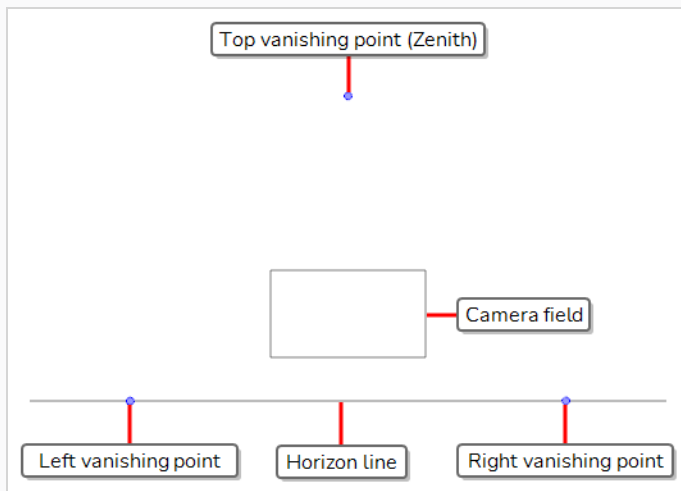 Top vanishing point (Zenith)
Camera field
Left vanishing point
Horizon line
Right vanishing point